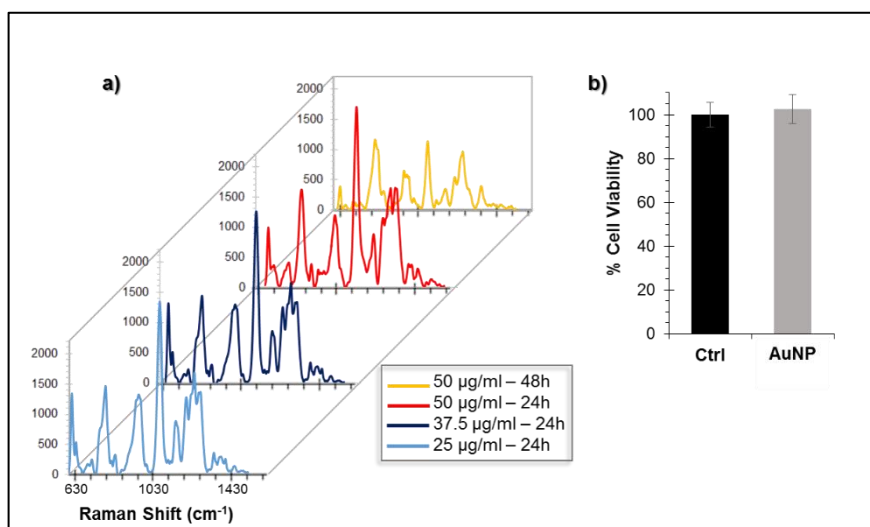 a)
2000
1500
1000
500
0
2000
1500
1000
500
0
2000
1500
1000
500
0
2000
1500
1000
500
0
630 1030 1430
Raman Shift (cm⁻¹)
50 µg/ml – 48h
50 µg/ml – 24h
37.5 µg/ml – 24h
25 µg/ml – 24h
b)
% Cell Viability
100
80
60
40
20
0
Ctrl AuNP